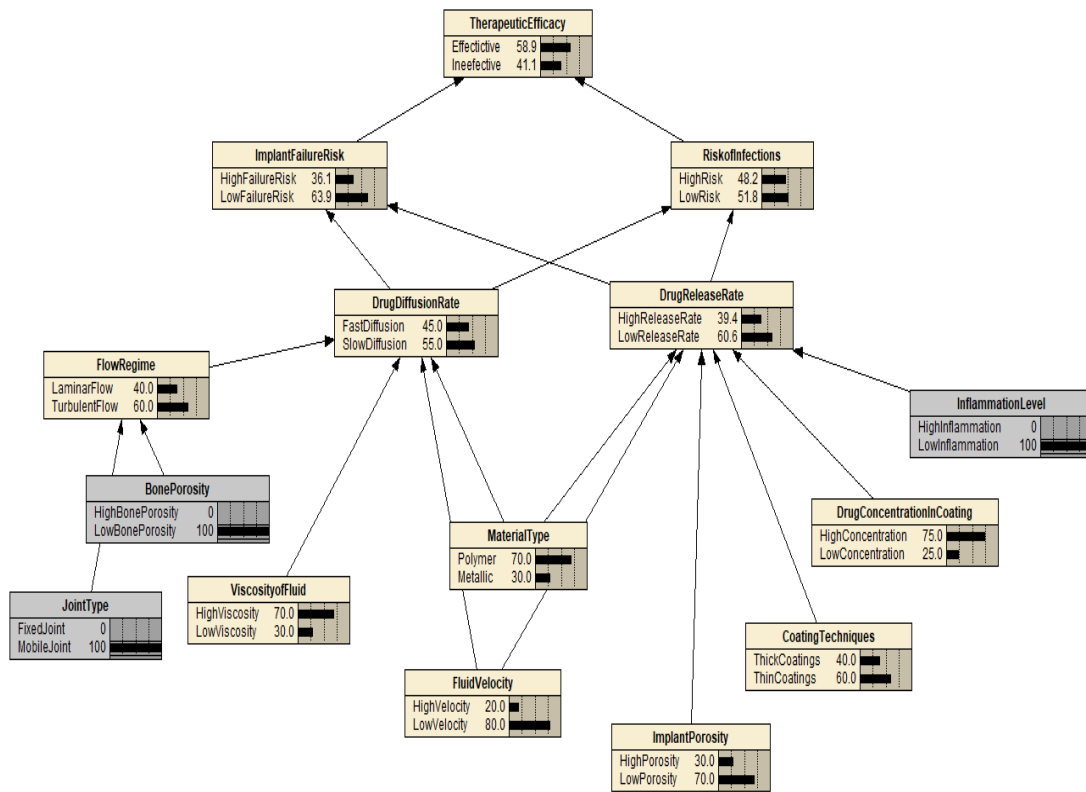 TherapeuticEfficacy
Effectictive 58.9
Ineefective 41.1
ImplantFailureRisk
HighFailureRisk 36.1
LowFailureRisk 63.9
RiskofInfections
HighRisk 48.2
LowRisk 51.8
DrugDiffusionRate
FastDiffusion 45.0
SlowDiffusion 55.0
DrugReleaseRate
HighReleaseRate 39.4
LowReleaseRate 60.6
FlowRegime
LaminarFlow 40.0
TurbulentFlow 60.0
InflammationLevel
HighInflammation 0
LowInflammation 100
BonePorosity
HighBonePorosity 0
LowBonePorosity 100
DrugConcentrationInCoating
HighConcentration 75.0
LowConcentration 25.0
MaterialType
Polymer 70.0
Metallic 30.0
ViscosityofFluid
HighViscosity 70.0
LowViscosity 30.0
JointType
FixedJoint 0
MobileJoint 100
CoatingTechniques
ThickCoatings 40.0
ThinCoatings 60.0
FluidVelocity
HighVelocity 20.0
LowVelocity 80.0
ImplantPorosity
HighPorosity 30.0
LowPorosity 70.0